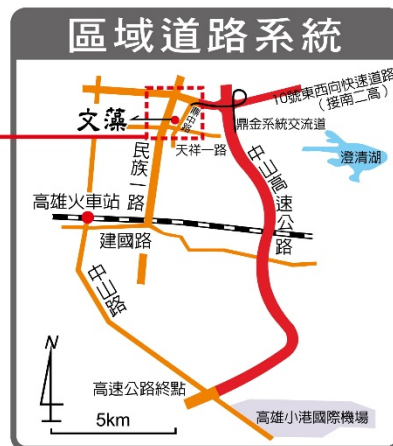 區域道路系統
10號東西向快速道路
（接南二高）
文藻
鼎中路
鼎金系統交流道
天祥一路
澄清湖
民族一路
中山高速公路
高雄火車站
建國路
中山路
N
高速公路終點
5km
高雄小港國際機場